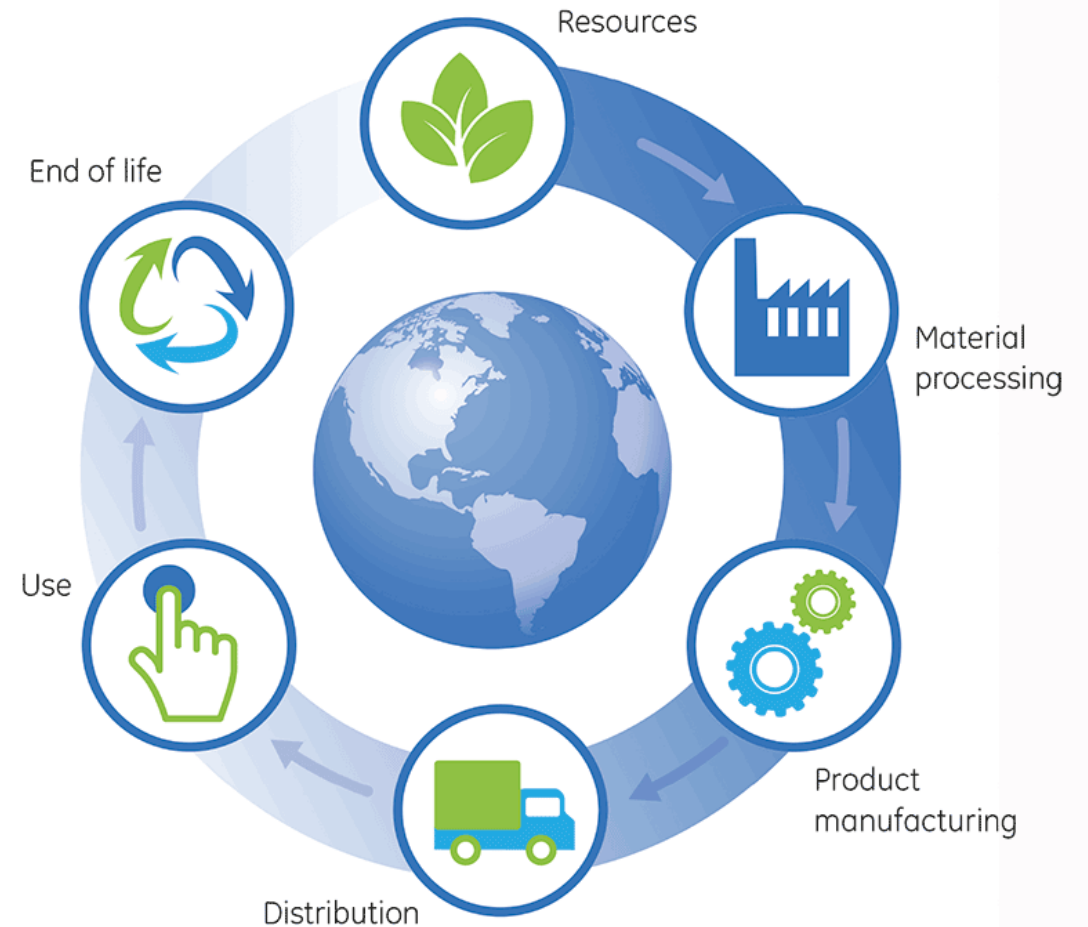 Resources
End of life
Material
processing
Use
Product
manufacturing
Distribution